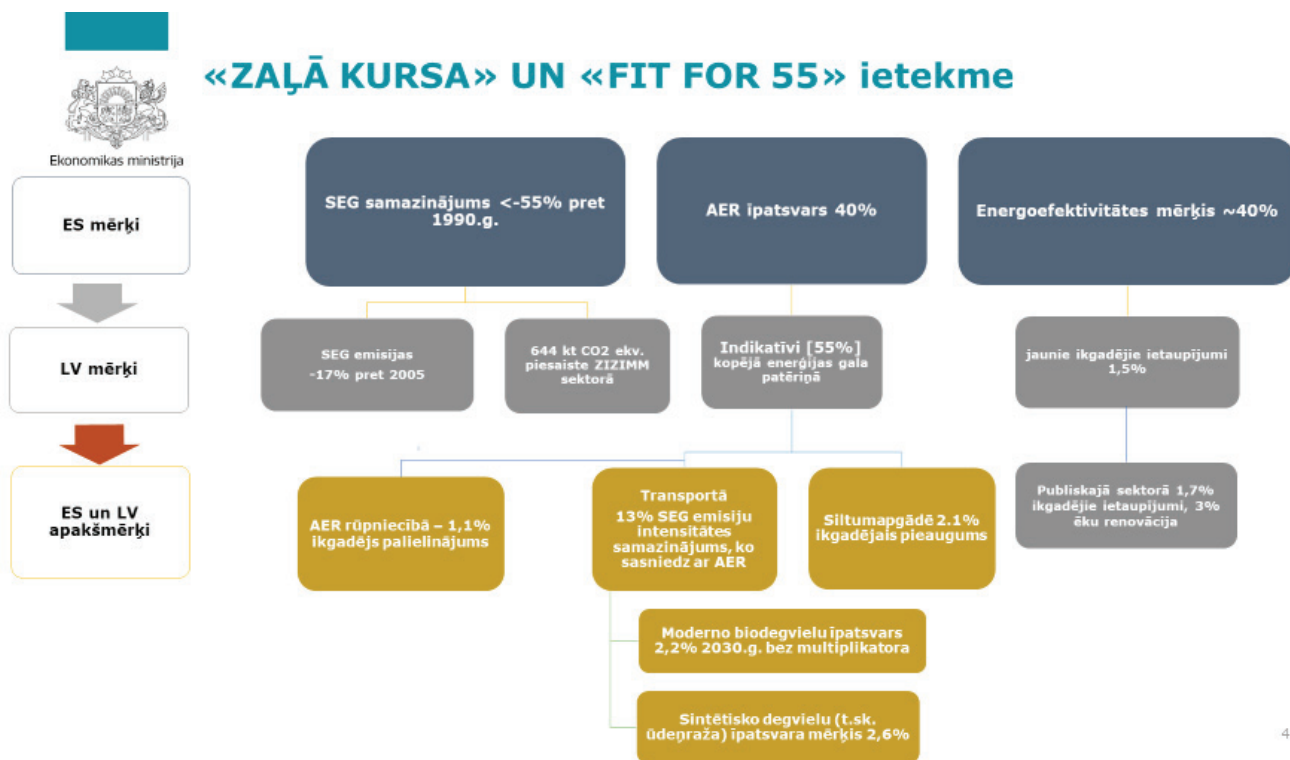 «ZAĻĀ KURSA» UN «FIT FOR 55» ietekme
Ekonomikas ministrija
ES mērķi
SEG samazinājums <-55% pret
1990.g.
AER īpatsvars 40%
Energoefektivitātes mērķis ~40%
LV mērķi
SEG emisijas
-17% pret 2005
644 kt CO2 ekv.
piesaiste ZIZIMM
sektorā
Indikatīvi [55%]
kopējā enerģijas gala
patēriņā
jaunie ikgadējie ietaupījumi
1,5%
ES un LV
apakšmērķi
AER rūpniecībā – 1,1%
ikgadējs palielinājums
Transportā
13% SEG emisiju
intensitātes
samazinājums, ko
sasniedz ar AER
Siltumapgādē 2.1%
ikgadējais pieaugums
Publiskajā sektorā 1,7%
ikgadējie ietaupījumi, 3%
ēku renovācija
Moderno biodegvielu īpatsvars
2,2% 2030.g. bez multiplikatora
Sintētisko degvielu (t.sk.
ūdeņraža) īpatsvara mērķis 2,6%
4